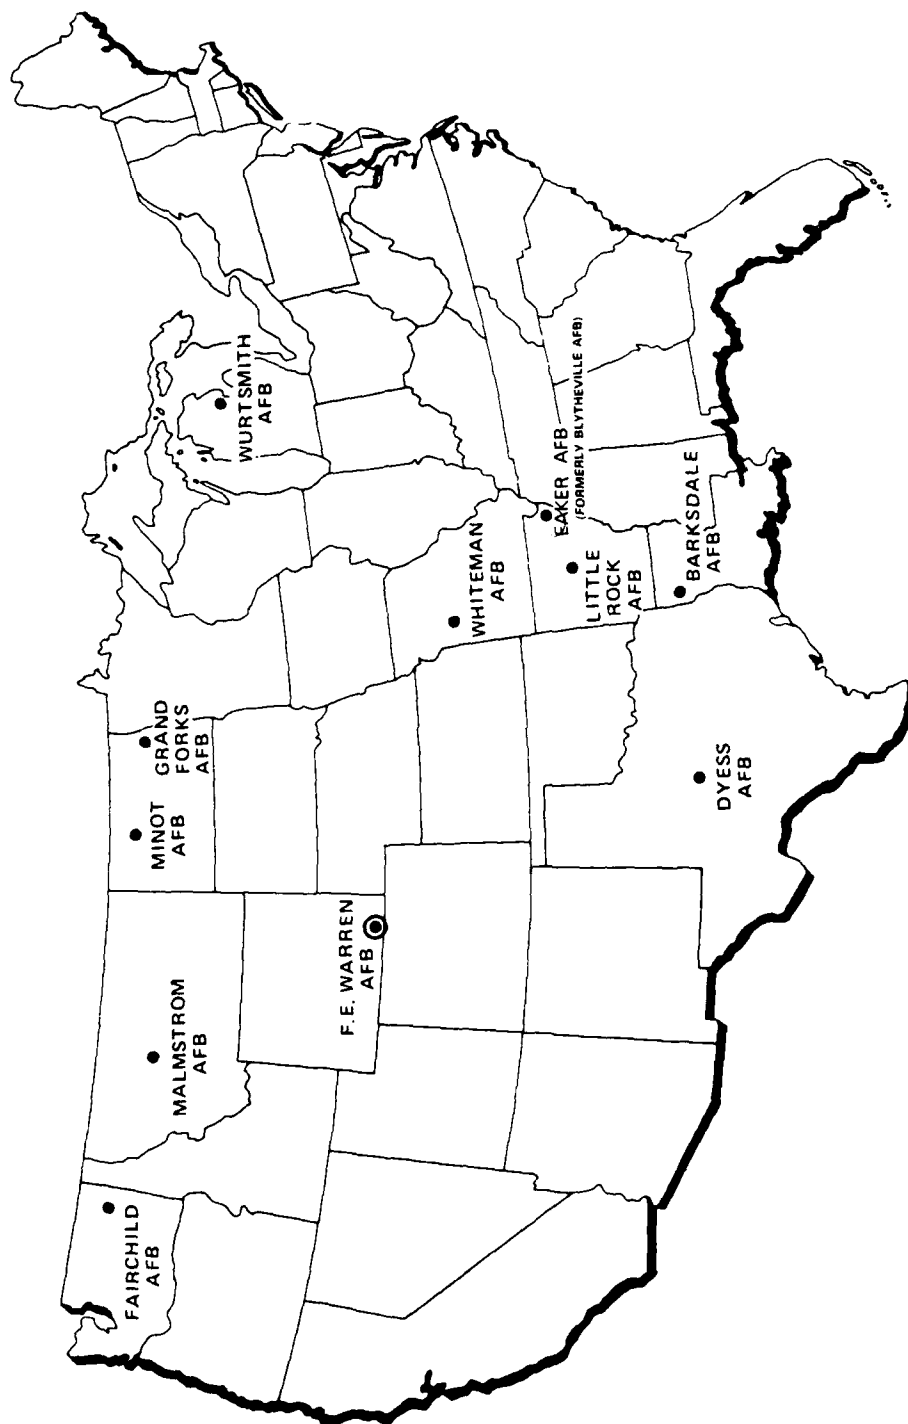 FAIRCHILD
AFB
MALMSTROM
AFB
MINOT
AFB
GRAND
FORKS
AFB
WURTSMITH
AFB
F.E. WARREN
AFB
WHITEMAN
AFB
EAKER AFB
(FORMERLY BLYTHEVILLE AFB)
LITTLE
ROCK
AFB
BARKSDALE
AFB
DYESS
AFB